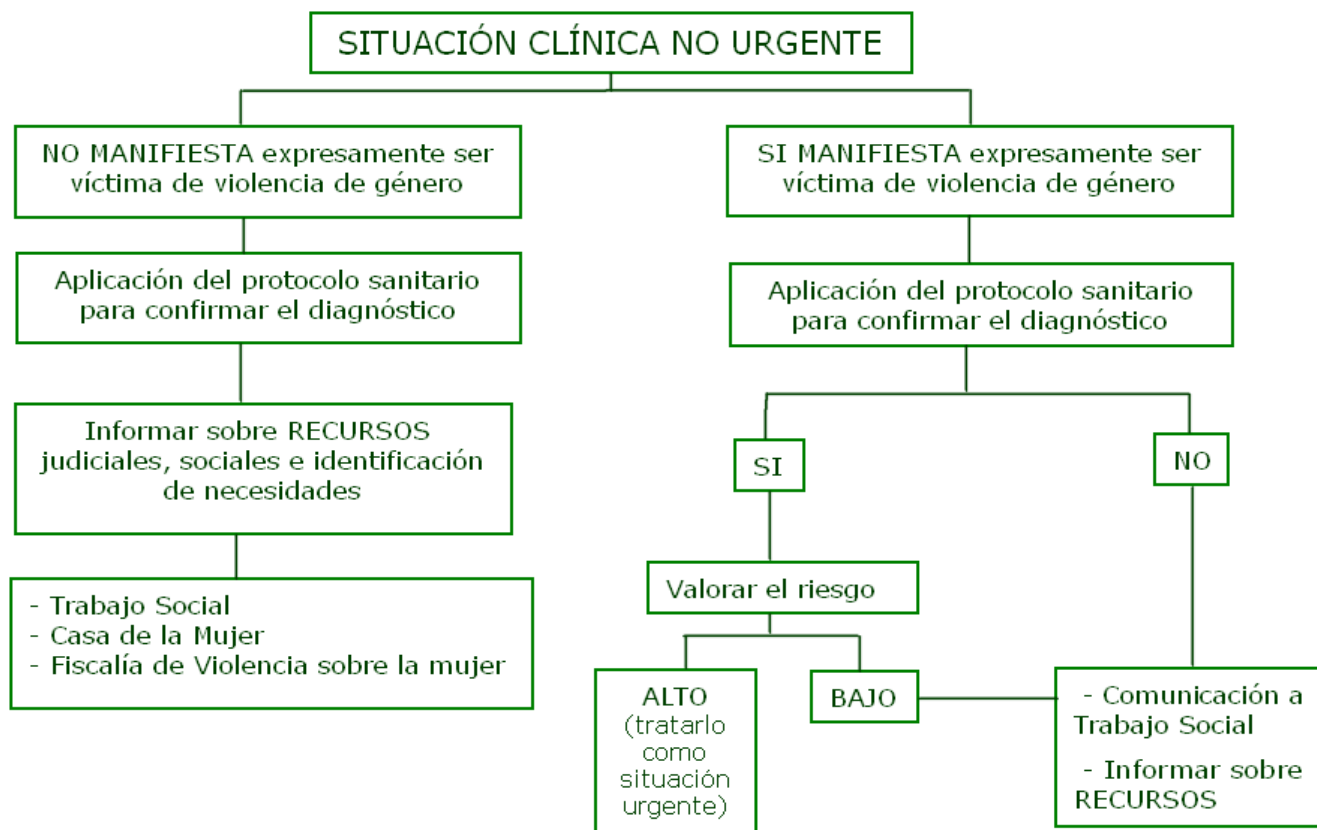 SITUACIÓN CLÍNICA NO URGENTE
NO MANIFIESTA expresamente ser
víctima de violencia de género
Aplicación del protocolo sanitario
para confirmar el diagnóstico
Informar sobre RECURSOS
judiciales, sociales e identificación
de necesidades
- Trabajo Social
- Casa de la Mujer
- Fiscalía de Violencia sobre la mujer
SI MANIFIESTA expresamente ser
víctima de violencia de género
Aplicación del protocolo sanitario
para confirmar el diagnóstico
SI
NO
Valorar el riesgo
ALTO
(tratarlo
como
situación
urgente)
BAJO
- Comunicación a
Trabajo Social
- Informar sobre
RECURSOS